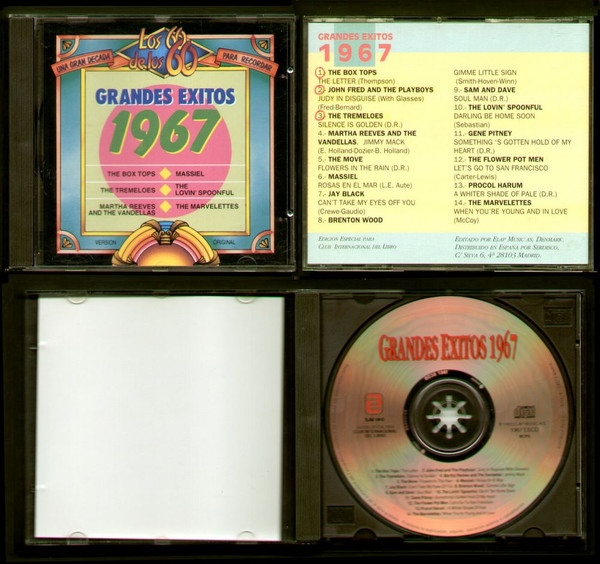 Los 60
de los
UNA GRAN DECADA
PARA RECORDAR
GRANDES EXITOS
1967
THE BOX TOPS
MASSIEL
THE TREMELOES
THE
LOVIN' SPOONFUL
MARTHA REEVES
AND THE VANDELLAS
THE MARVELETTES
VERSION
ORIGINAL
GRANDES EXITOS
1967
1 THE BOX TOPS
THE LETTER (Thompson)
2 JOHN FRED AND THE PLAYBOYS
JUDY IN DISGUISE (With Glasses)
(Fred-Bernard)
3 THE TREMELOES
SILENCE IS GOLDEN (D.R.)
4.- MARTHA REEVES AND THE
VANDELLAS. JIMMY MACK
(E. Holland-Dozier-B. Holland)
5.- THE MOVE
FLOWERS IN THE RAIN (D.R.)
6.- MASSIEL
ROSAS EN EL MAR (L.E. Aute)
7.- JAY BLACK
CAN'T TAKE MY EYES OFF YOU
(Crewe-Gaudio)
8.- BRENTON WOOD
GIMME LITTLE SIGN
(Smith-Hoven-Winn)
9.- SAM AND DAVE
SOUL MAN (D.R.)
10.- THE LOVIN' SPOONFUL
DARLING BE HOME SOON
(Sebastian)
11.- GENE PITNEY
SOMETHING 'S GOTTEN HOLD OF MY
HEART (D.R.)
12.- THE FLOWER POT MEN
LET'S GO TO SAN FRANCISCO
(Carter-Lewis)
13.- PROCOL HARUM
A WHITER SHADE OF PALE (D.R.)
14.- THE MARVELETTES
WHEN YOU'RE YOUNG AND IN LOVE
(McCoy)
EDICION ESPECIAL PARA
CLUB INTERNACIONAL DEL LIBRO
EDITADO POR ELAP MUSIC AS, DENMARK.
DISTRIBUIDO EN ESPAÑA POR SERDISCO,
C/ SILVA 6, 4º 28103 MADRID.
GRANDES EXITOS 1967